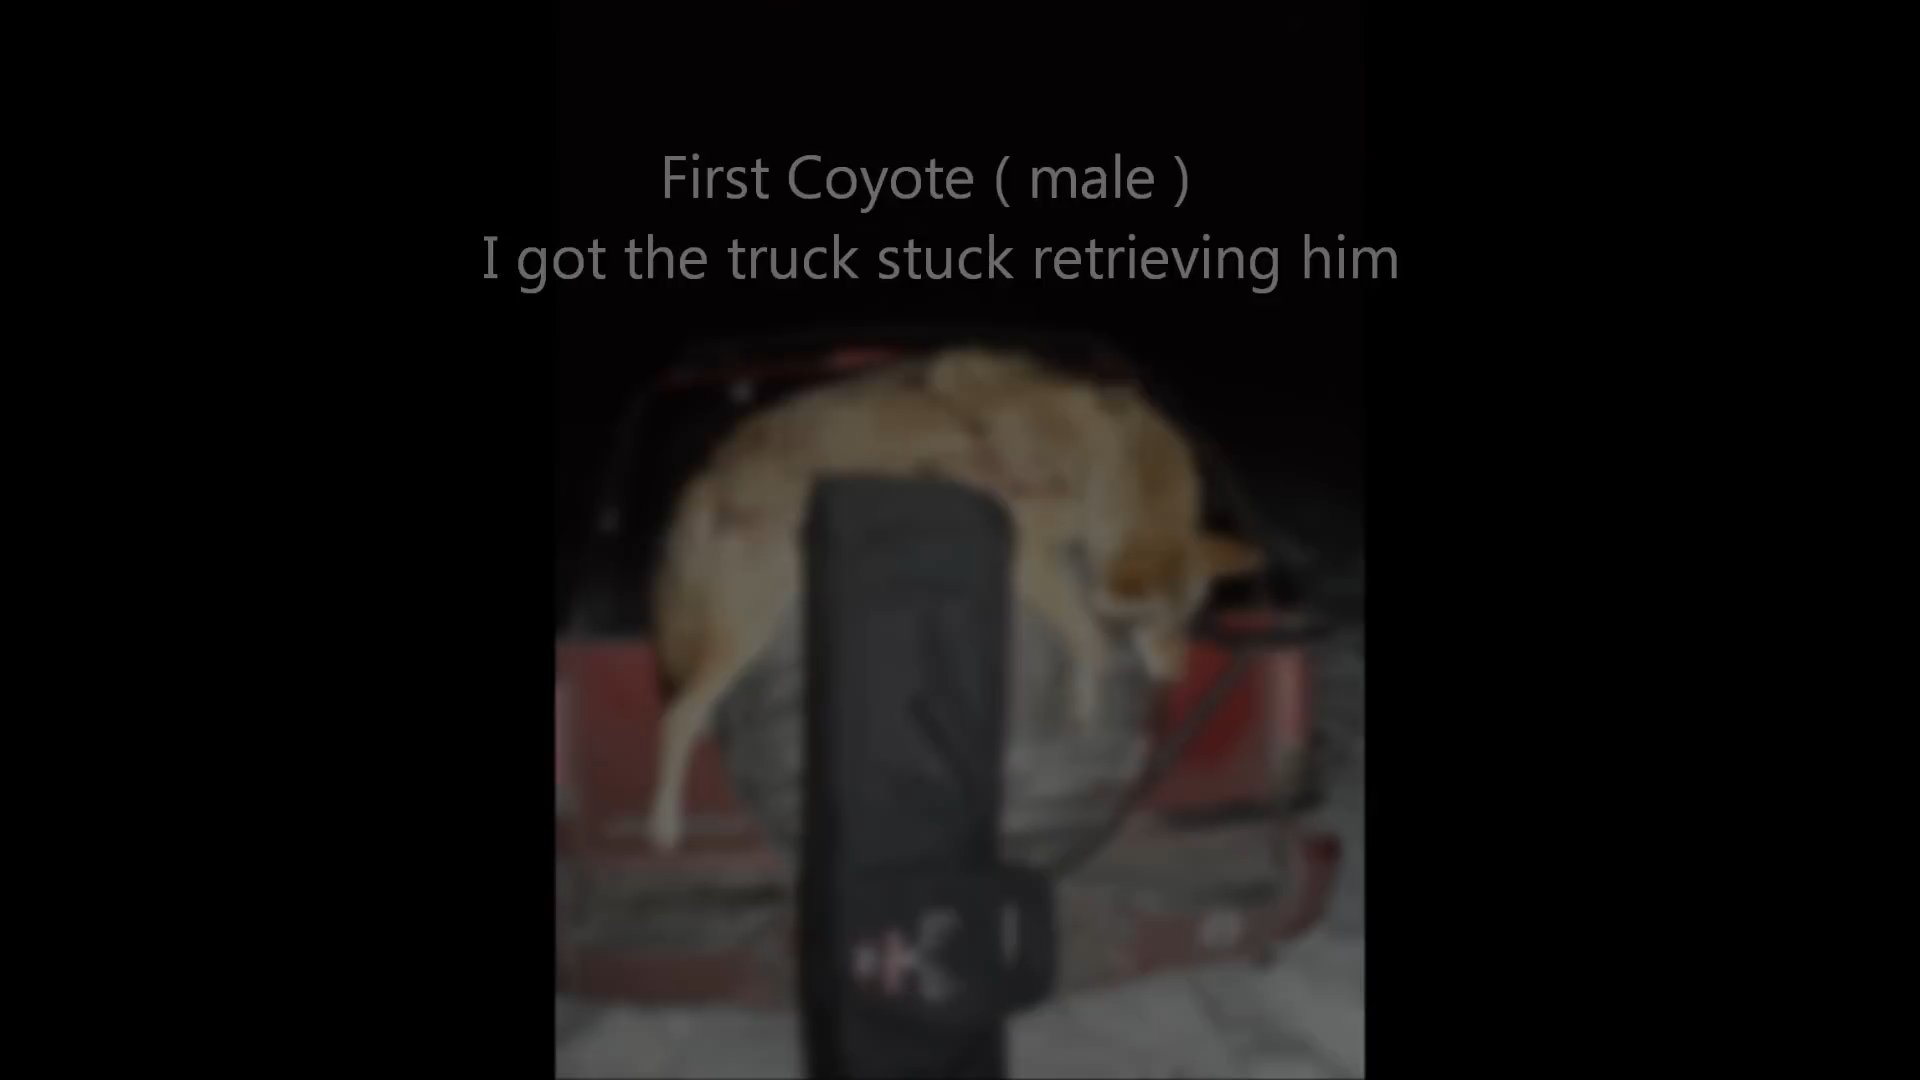 First Coyote ( male )
I got the truck stuck retrieving him